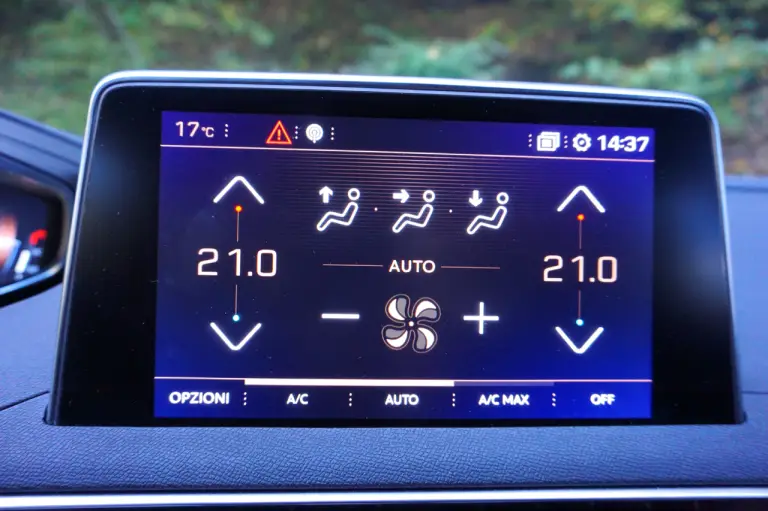 17°C 14:37
21.0 AUTO 21.0
OPZIONI A/C AUTO A/C MAX OFF